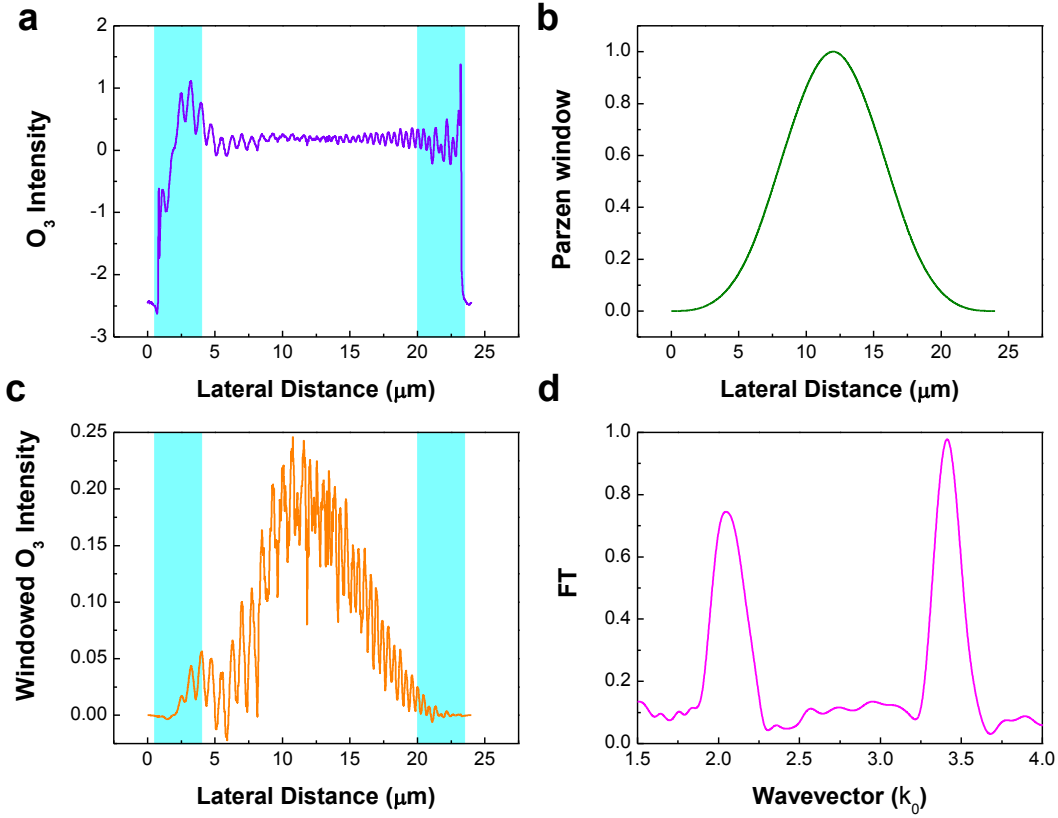 a
2
1
0
-1
-2
-3
O3 Intensity
0 5 10 15 20 25
Lateral Distance (μm)
b
1.0
0.8
0.6
0.4
0.2
0.0
Parzen window
0 5 10 15 20 25
Lateral Distance (μm)
c
0.25
0.20
0.15
0.10
0.05
0.00
Windowed O3 Intensity
0 5 10 15 20 25
Lateral Distance (μm)
d
1.0
0.8
0.6
0.4
0.2
0.0
FT
1.5 2.0 2.5 3.0 3.5 4.0
Wavevector (k0)